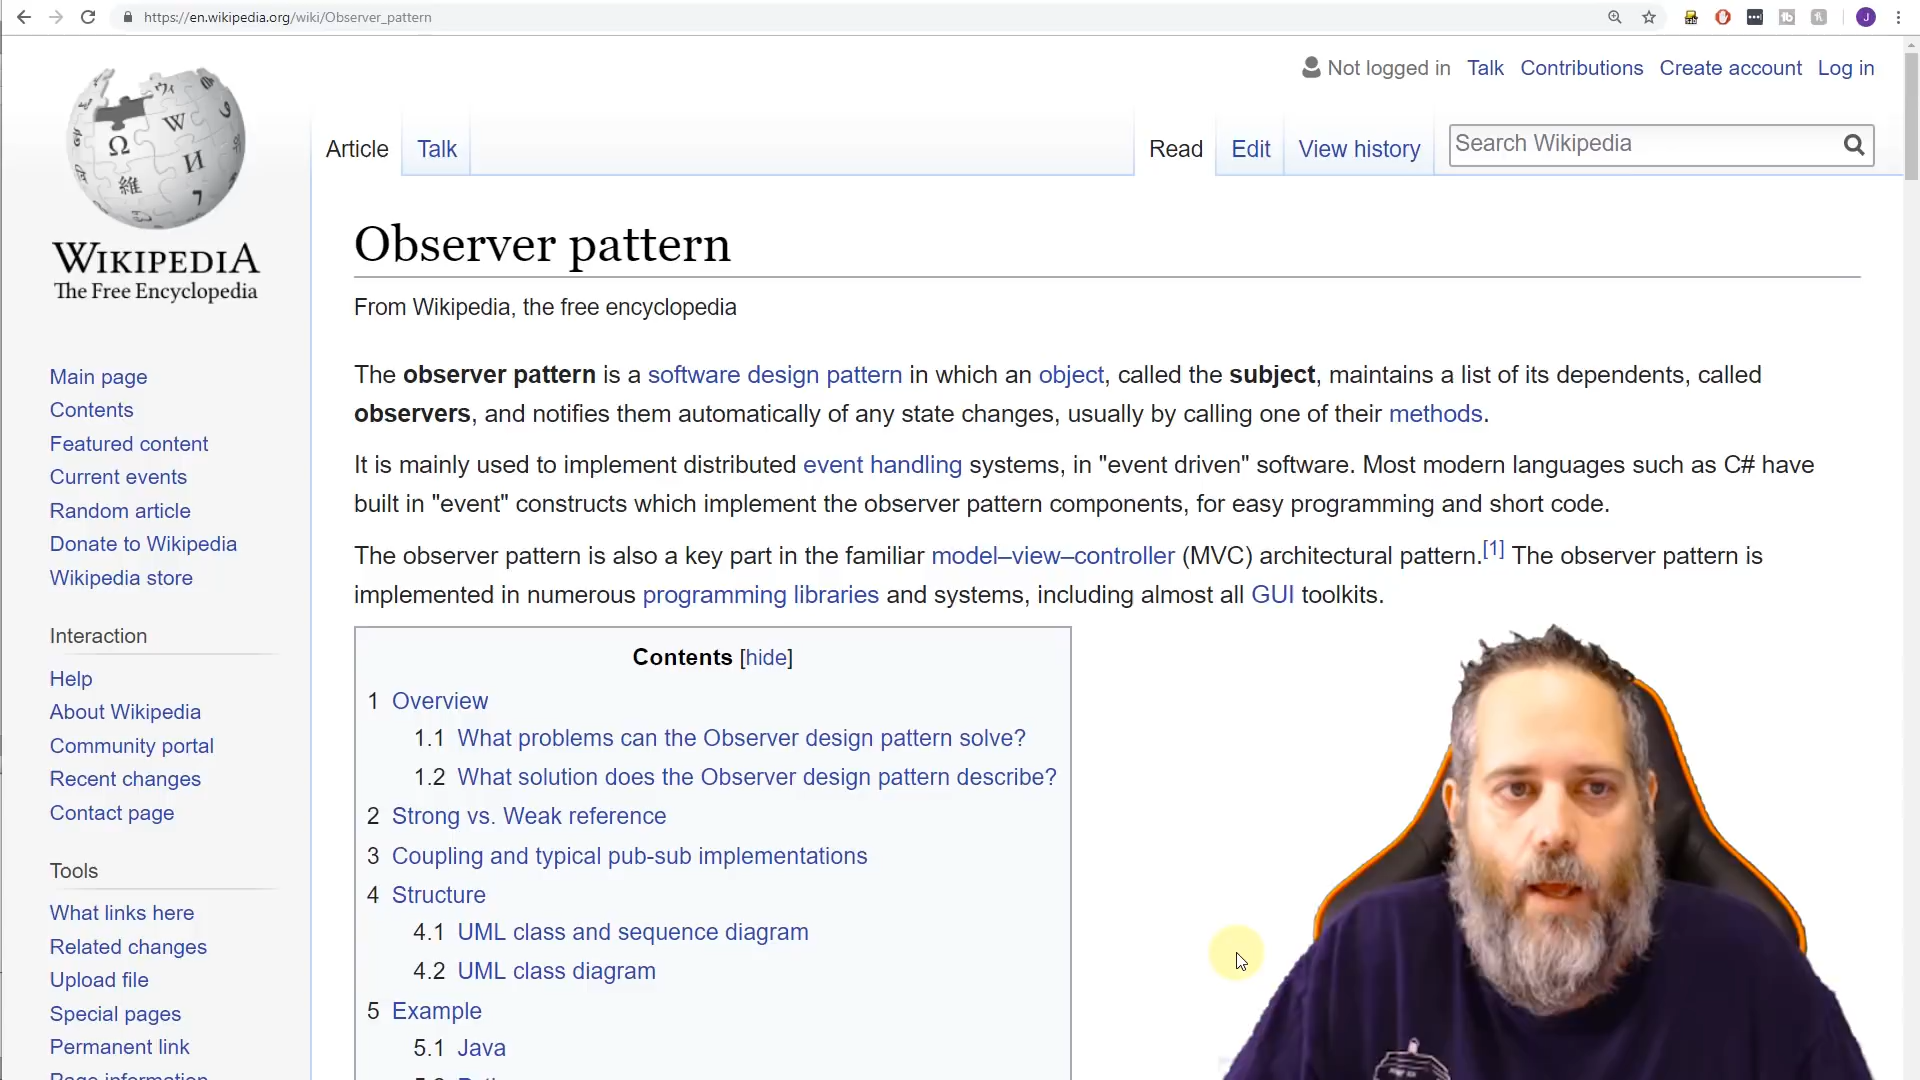 https://en.wikipedia.org/wiki/Observer_pattern
J
Not logged in Talk Contributions Create account Log in
Article Talk Read Edit View history Search Wikipedia
WIKIPEDIA
The Free Encyclopedia
Observer pattern
From Wikipedia, the free encyclopedia
The observer pattern is a software design pattern in which an object, called the subject, maintains a list of its dependents, called
observers, and notifies them automatically of any state changes, usually by calling one of their methods.
It is mainly used to implement distributed event handling systems, in "event driven" software. Most modern languages such as C# have
built in "event" constructs which implement the observer pattern components, for easy programming and short code.
The observer pattern is also a key part in the familiar model–view–controller (MVC) architectural pattern.[1] The observer pattern is
implemented in numerous programming libraries and systems, including almost all GUI toolkits.
Contents [hide]
1 Overview
1.1 What problems can the Observer design pattern solve?
1.2 What solution does the Observer design pattern describe?
2 Strong vs. Weak reference
3 Coupling and typical pub-sub implementations
4 Structure
4.1 UML class and sequence diagram
4.2 UML class diagram
5 Example
5.1 Java
Main page
Contents
Featured content
Current events
Random article
Donate to Wikipedia
Wikipedia store
Interaction
Help
About Wikipedia
Community portal
Recent changes
Contact page
Tools
What links here
Related changes
Upload file
Special pages
Permanent link
Page information